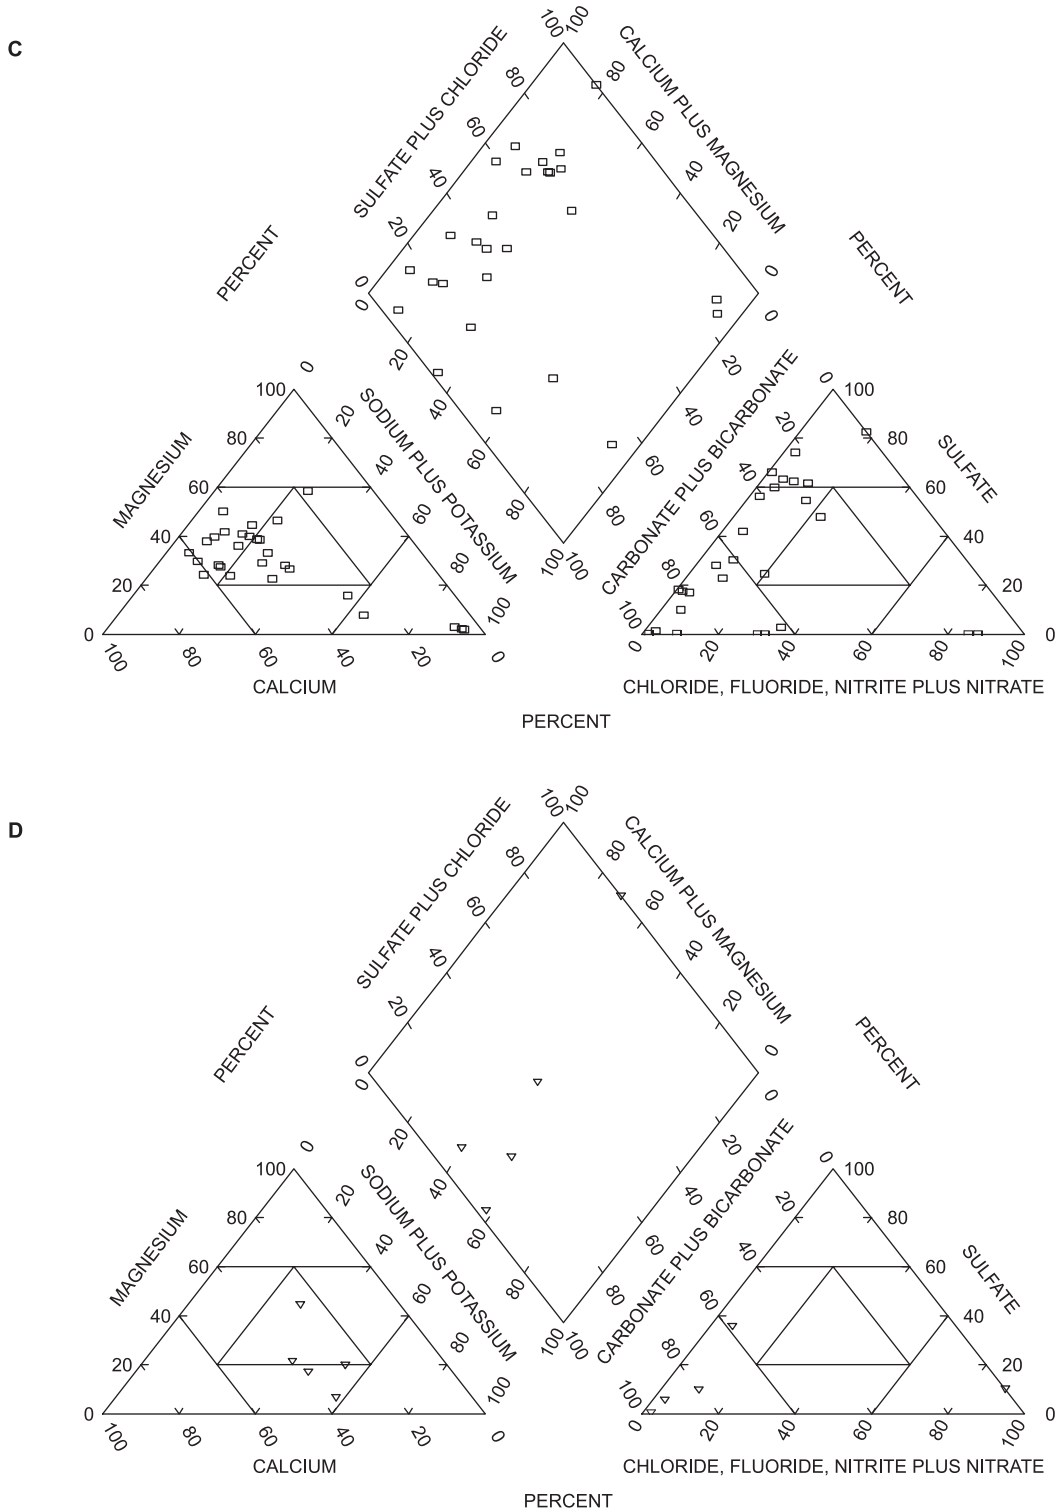 C
100 100
SULFATE PLUS CHLORIDE
CALCIUM PLUS MAGNESIUM
80 80
60 60
40 40
20 20
0 0
PERCENT
PERCENT
0 0
20 20
40 40
60 60
80 80
100 100
MAGNESIUM
SODIUM PLUS POTASSIUM
100 0
80 20
60 40
40 60
20 80
0 100
100 80 60 40 20 0
CALCIUM
CARBONATE PLUS BICARBONATE
SULFATE
0 100
20 80
40 60
60 40
80 20
100 0
0 20 40 60 80 100
CHLORIDE, FLUORIDE, NITRITE PLUS NITRATE
PERCENT
D
100 100
SULFATE PLUS CHLORIDE
CALCIUM PLUS MAGNESIUM
80 80
60 60
40 40
20 20
0 0
PERCENT
PERCENT
0 0
20 20
40 40
60 60
80 80
100 100
MAGNESIUM
SODIUM PLUS POTASSIUM
100 0
80 20
60 40
40 60
20 80
0 100
100 80 60 40 20 0
CALCIUM
CARBONATE PLUS BICARBONATE
SULFATE
0 100
20 80
40 60
60 40
80 20
100 0
0 20 40 60 80 100
CHLORIDE, FLUORIDE, NITRITE PLUS NITRATE
PERCENT